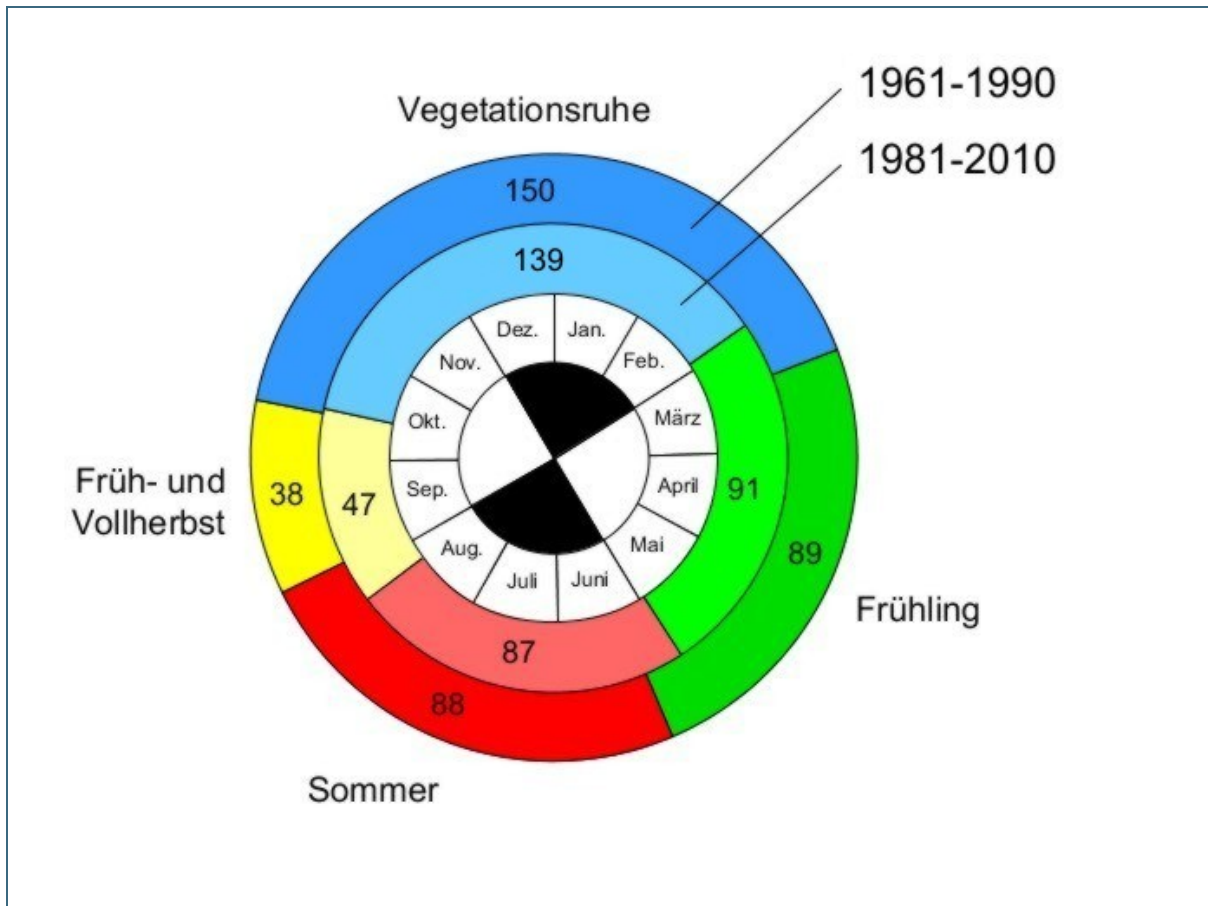 1961-1990
Vegetationsruhe
1981-2010
150
139
Dez.
Jan.
Nov.
Feb.
Okt.
März
Früh- und
Vollherbst
38
47
Sep.
April
91
Aug.
Mai
89
Juli
Juni
Frühling
87
88
Sommer